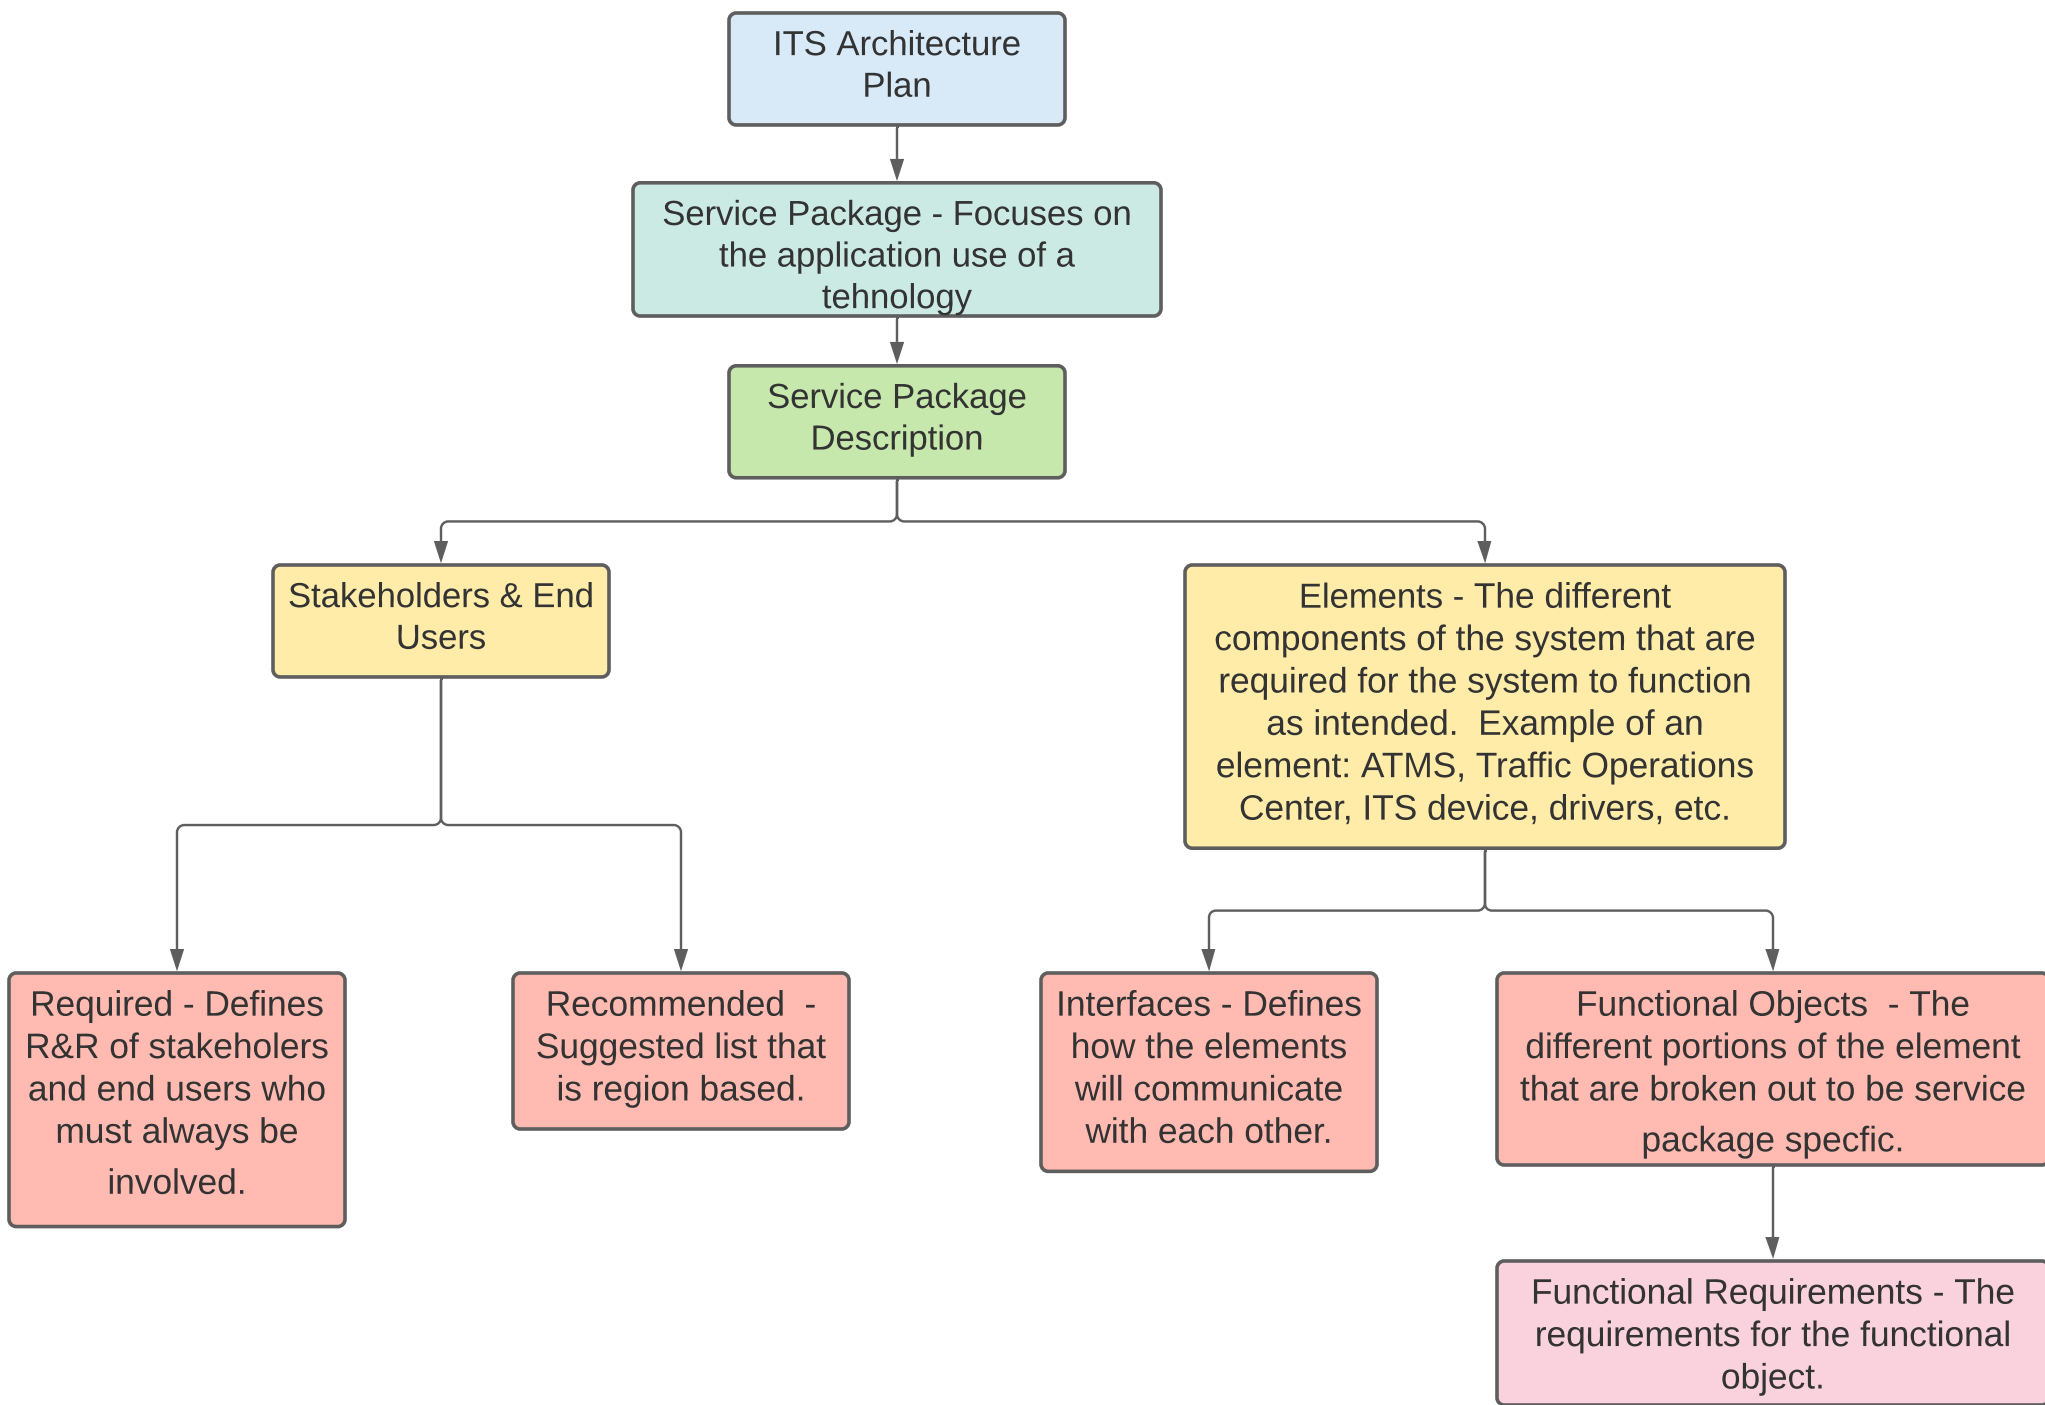 ITS Architecture
Plan
Service Package - Focuses on
the application use of a
tehnology
Service Package
Description
Stakeholders & End
Users
Elements - The different
components of the system that are
required for the system to function
as intended.  Example of an
element: ATMS, Traffic Operations
Center, ITS device, drivers, etc.
Required - Defines
R&R of stakeholers
and end users who
must always be
involved.
Recommended  -
Suggested list that
is region based.
Interfaces - Defines
how the elements
will communicate
with each other.
Functional Objects  - The
different portions of the element
that are broken out to be service
package specfic.
Functional Requirements - The
requirements for the functional
object.